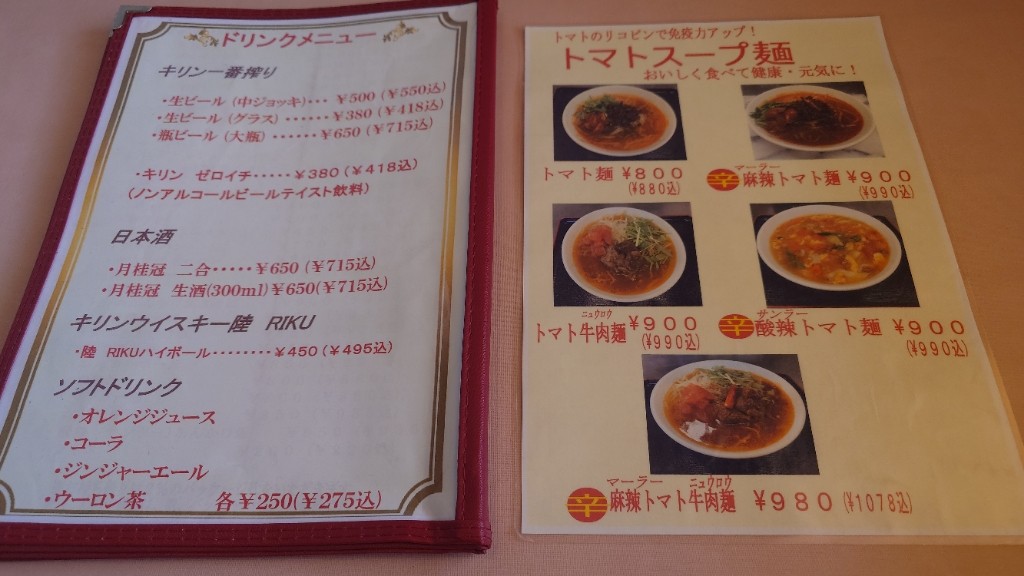 ドリンクメニュー
キリン一番搾り
・生ビール (中ジョッキ)･･･ ￥500 (￥550込)
・生ビール (グラス) ･･････￥380 (￥418込)
・瓶ビール (大瓶) ･･････￥650 (￥715込)
・キリン ゼロイチ･････￥380 (￥418込)
(ノンアルコールビールテイスト飲料)
日本酒
・月桂冠 二合･････￥650 (￥715込)
・月桂冠 生酒(300ml)￥650(￥715込)
キリンウイスキー陸 RIKU
・陸 RIKUハイボール････････￥450 (￥495込)
ソフトドリンク
・オレンジジュース
・コーラ
・ジンジャーエール
・ウーロン茶 各￥250(￥275込)
トマトのリコピンで免疫力アップ！
トマトスープ麺
おいしく食べて健康・元気に！
トマト麺 ￥８００
(¥880込)
マーラー
辛 麻辣トマト麺 ￥９００
(¥990込)
ニュウロウ
トマト牛肉麺 ￥９００
(¥990込)
サンラー
辛 酸辣トマト麺 ￥９００
(¥990込)
マーラー ニュウロウ
辛 麻辣トマト牛肉麺 ￥９８０ (¥1078込)